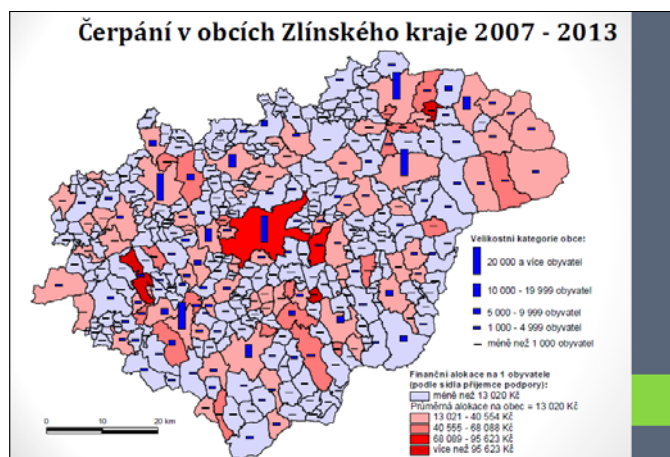 Čerpání v obcích Zlínského kraje 2007 - 2013
Velikostní kategorie obce:
20 000 a více obyvatel
10 000 - 19 999 obyvatel
5 000 - 9 999 obyvatel
1 000 - 4 999 obyvatel
méně než 1 000 obyvatel
Finanční alokace na 1 obyvatele
(podle sídla příjemce podpory):
méně než 13 020 Kč
Průměrná alokace na obec = 13 020 Kč
13 021 - 40 554 Kč
40 555 - 68 088 Kč
68 089 - 95 623 Kč
více než 95 623 Kč
0 10 20 km